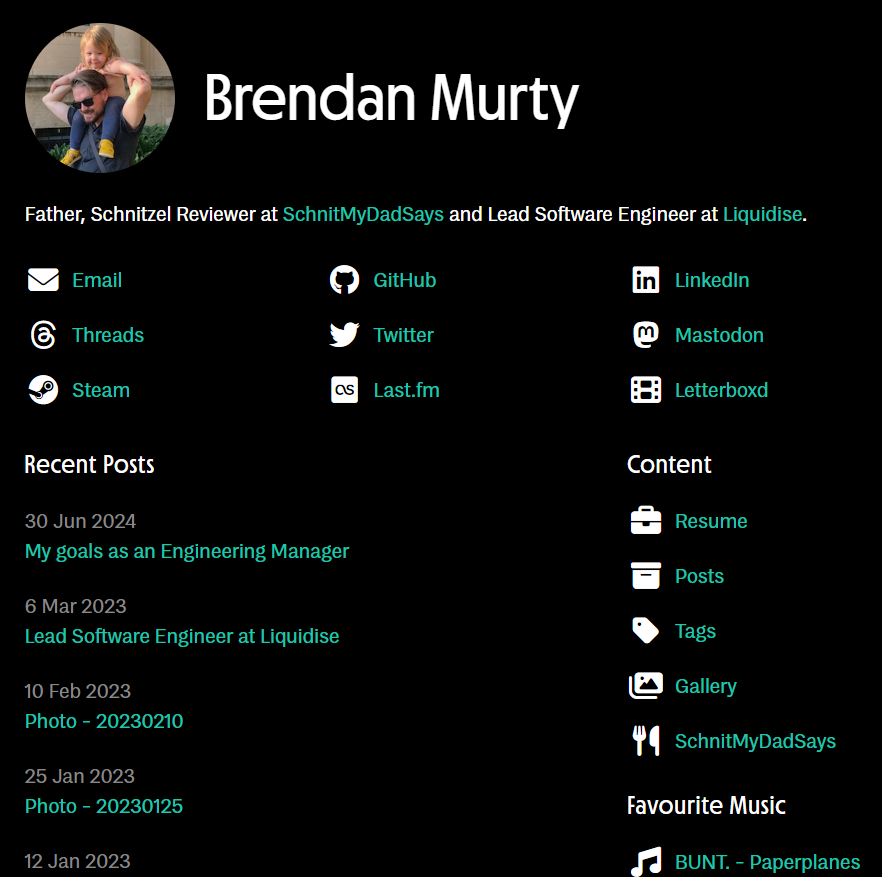 Brendan Murty
Father, Schnitzel Reviewer at SchnitMyDadSays and Lead Software Engineer at Liquidise.
Email
GitHub
LinkedIn
Threads
Twitter
Mastodon
Steam
Last.fm
Letterboxd
Recent Posts
30 Jun 2024
My goals as an Engineering Manager
6 Mar 2023
Lead Software Engineer at Liquidise
10 Feb 2023
Photo - 20230210
25 Jan 2023
Photo - 20230125
12 Jan 2023
Content
Resume
Posts
Tags
Gallery
SchnitMyDadSays
Favourite Music
BUNT. - Paperplanes